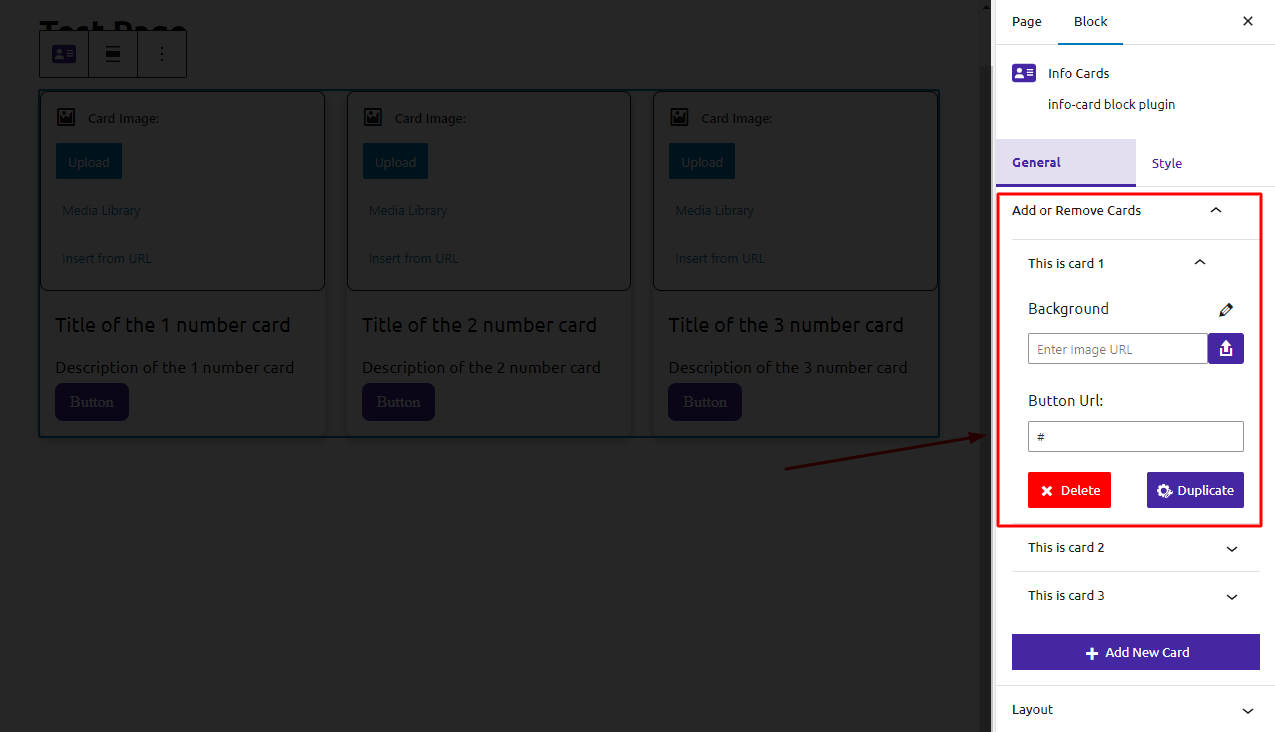 Test Page
Card Image:
Upload
Media Library
Insert from URL
Title of the 1 number card
Description of the 1 number card
Button
Card Image:
Upload
Media Library
Insert from URL
Title of the 2 number card
Description of the 2 number card
Button
Card Image:
Upload
Media Library
Insert from URL
Title of the 3 number card
Description of the 3 number card
Button
Page
Block
Info Cards
info-card block plugin
General
Style
Add or Remove Cards
This is card 1
Background
Enter Image URL
Button Url:
#
Delete
Duplicate
This is card 2
This is card 3
Add New Card
Layout